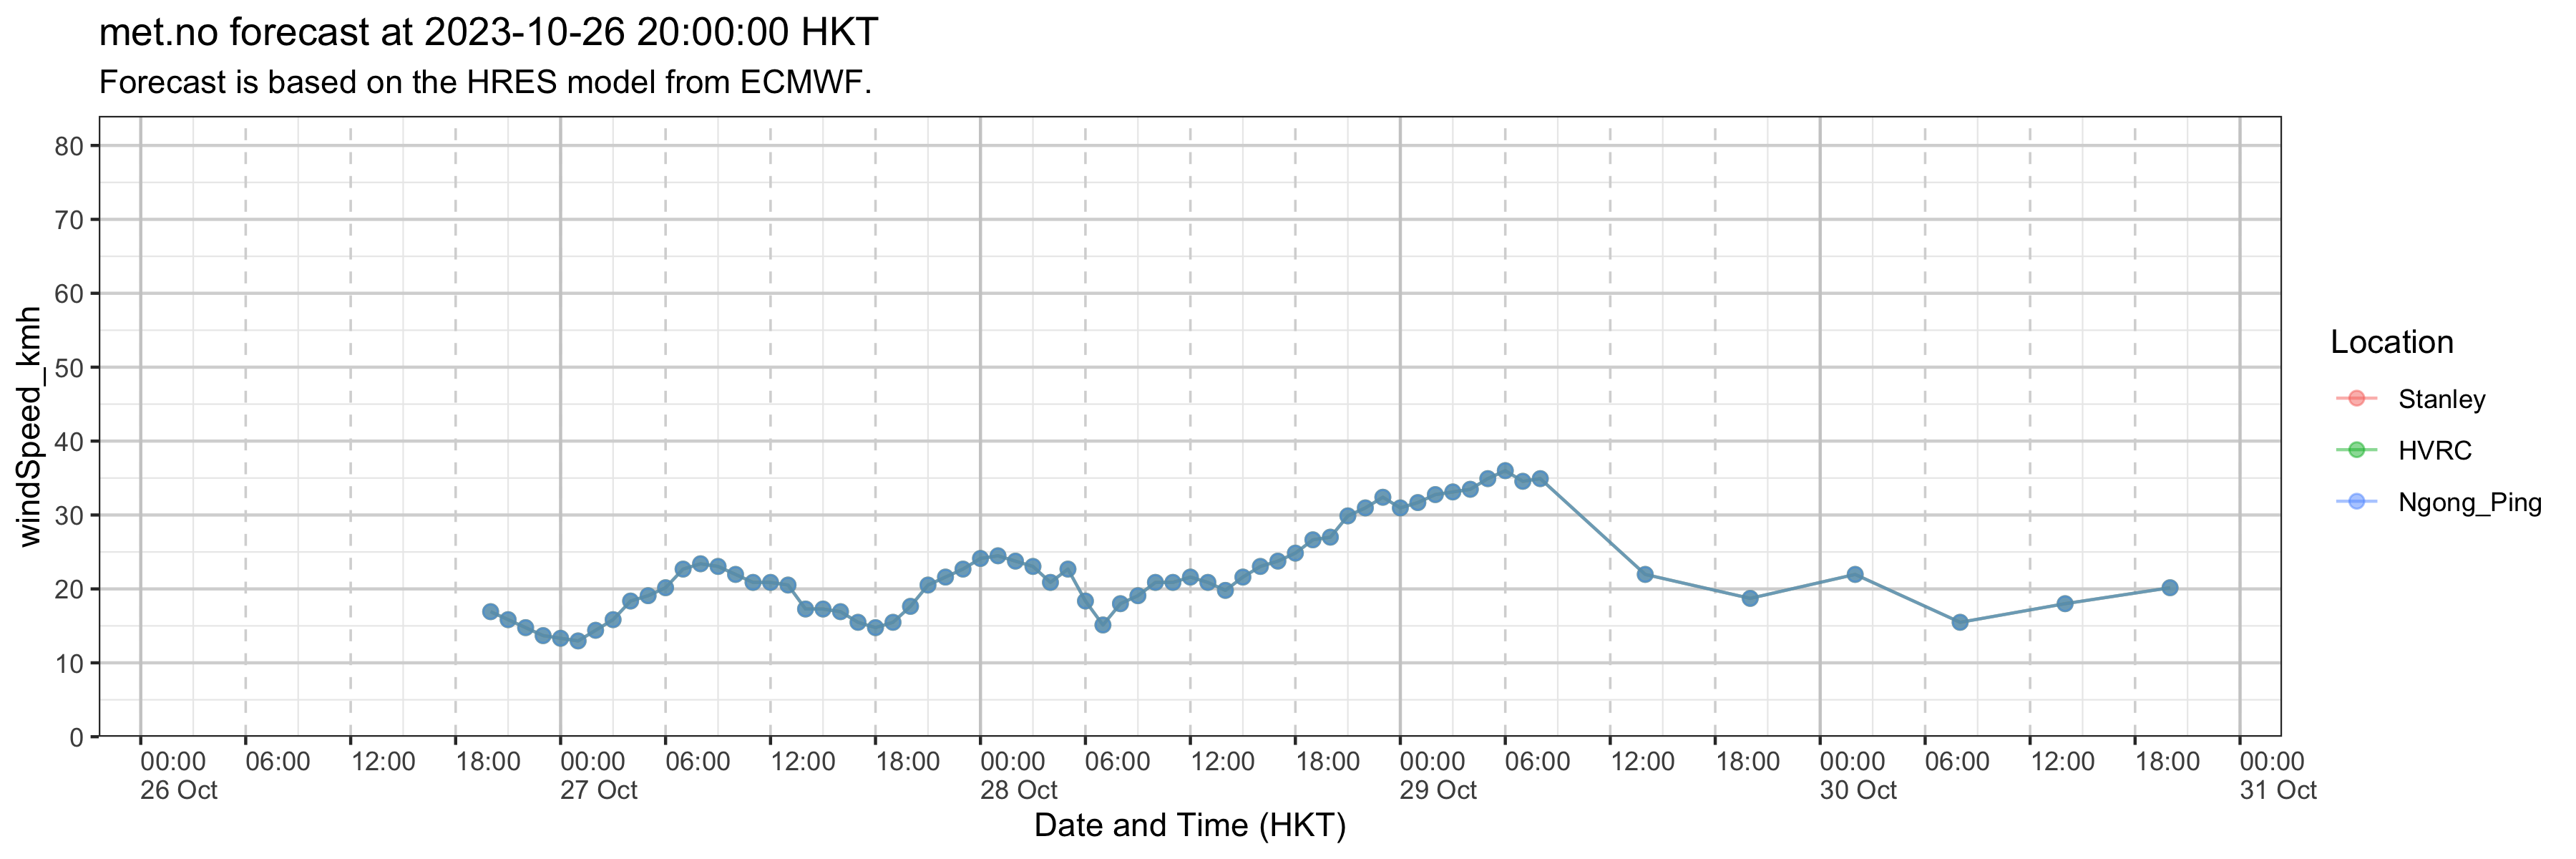 met.no forecast at 2023-10-26 20:00:00 HKT
Forecast is based on the HRES model from ECMWF.
windSpeed_kmh
80
70
60
50
40
30
20
10
0
00:00 06:00 12:00 18:00 00:00 06:00 12:00 18:00 00:00 06:00 12:00 18:00 00:00 06:00 12:00 18:00 00:00 06:00 12:00 18:00 00:00
26 Oct 27 Oct 28 Oct 29 Oct 30 Oct 31 Oct
Date and Time (HKT)
Location
Stanley
HVRC
Ngong_Ping